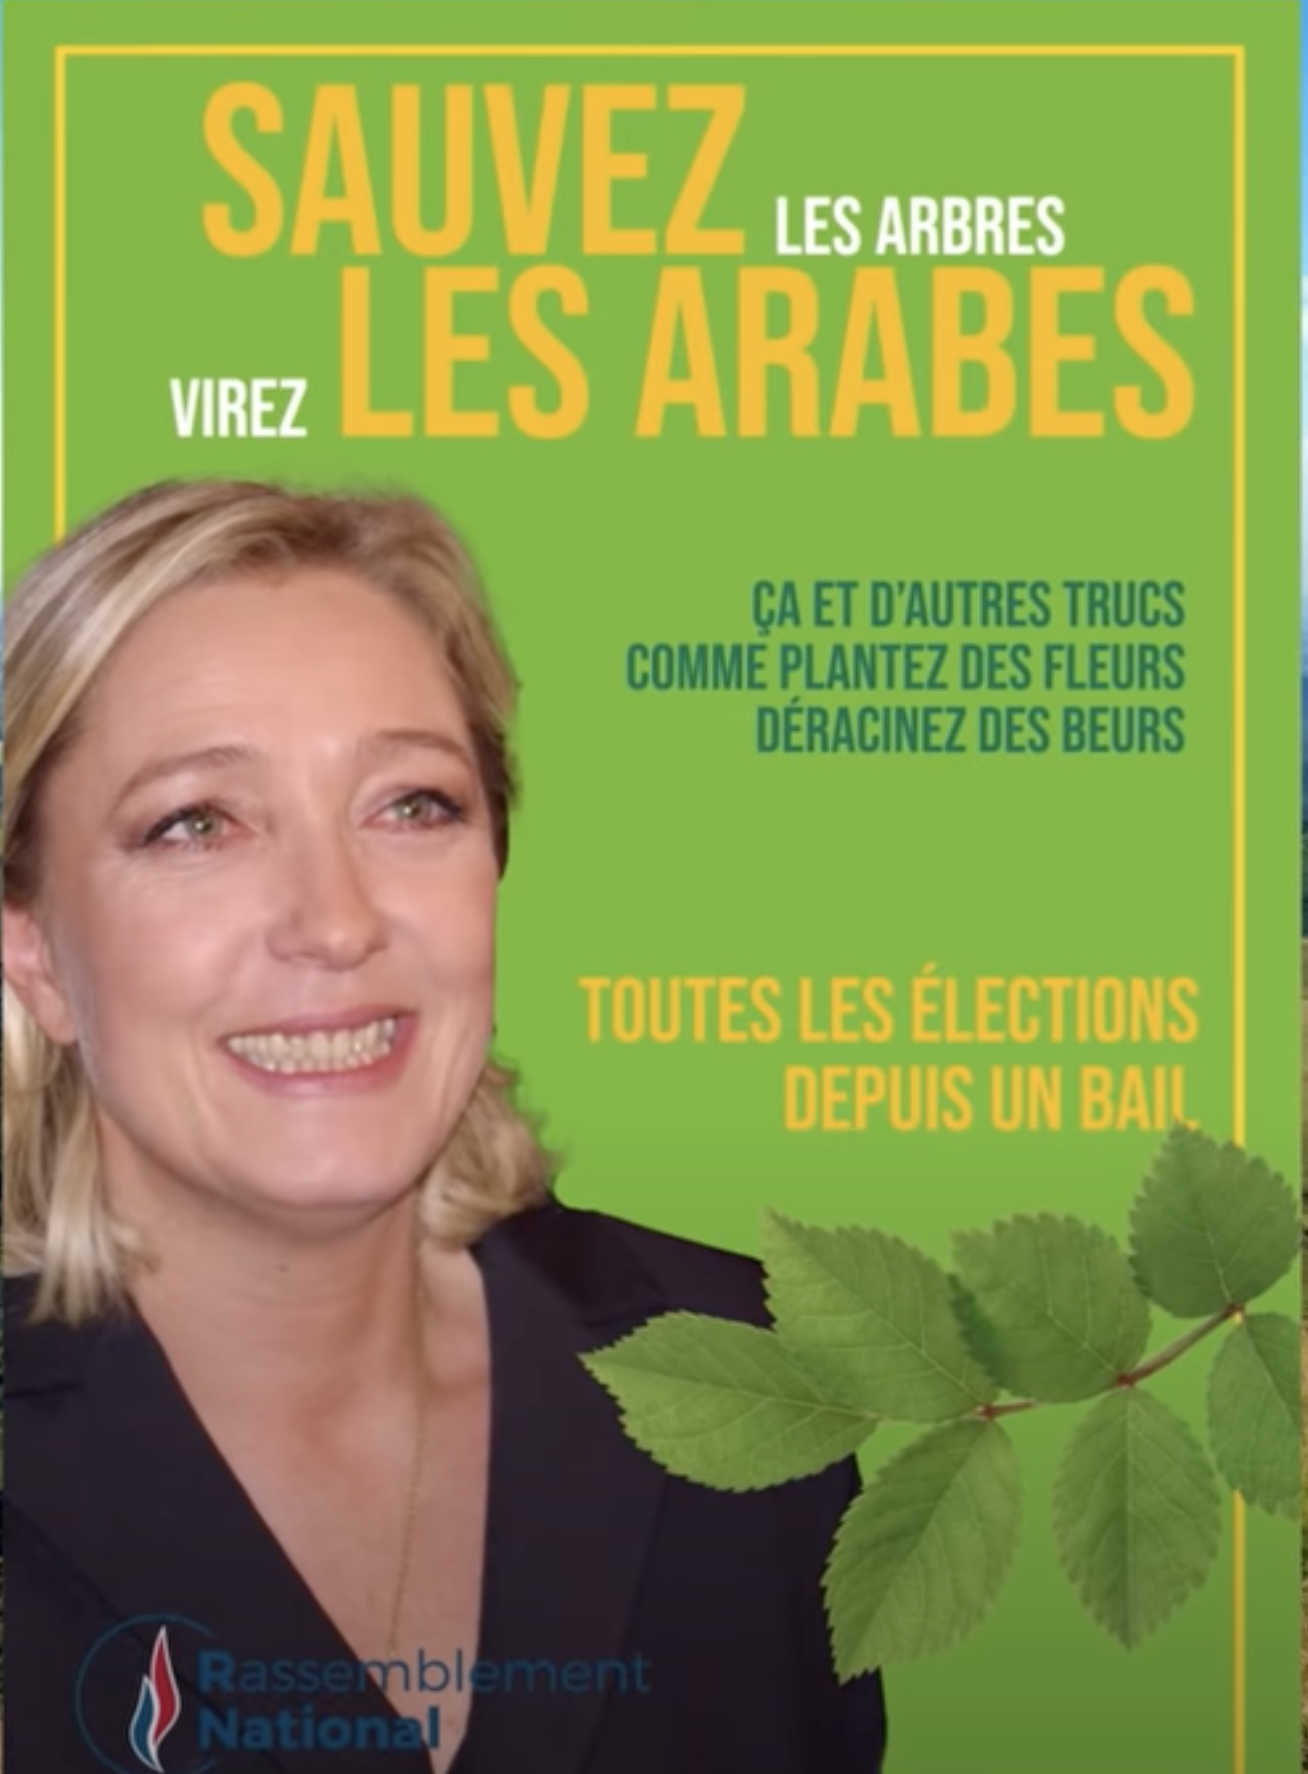 SAUVEZ LES ARBRES
VIREZ LES ARABES
ÇA ET D'AUTRES TRUCS
COMME PLANTEZ DES FLEURS
DÉRACINEZ DES BEURS
TOUTES LES ÉLECTIONS
DEPUIS UN BAIL
Rassemblement
National